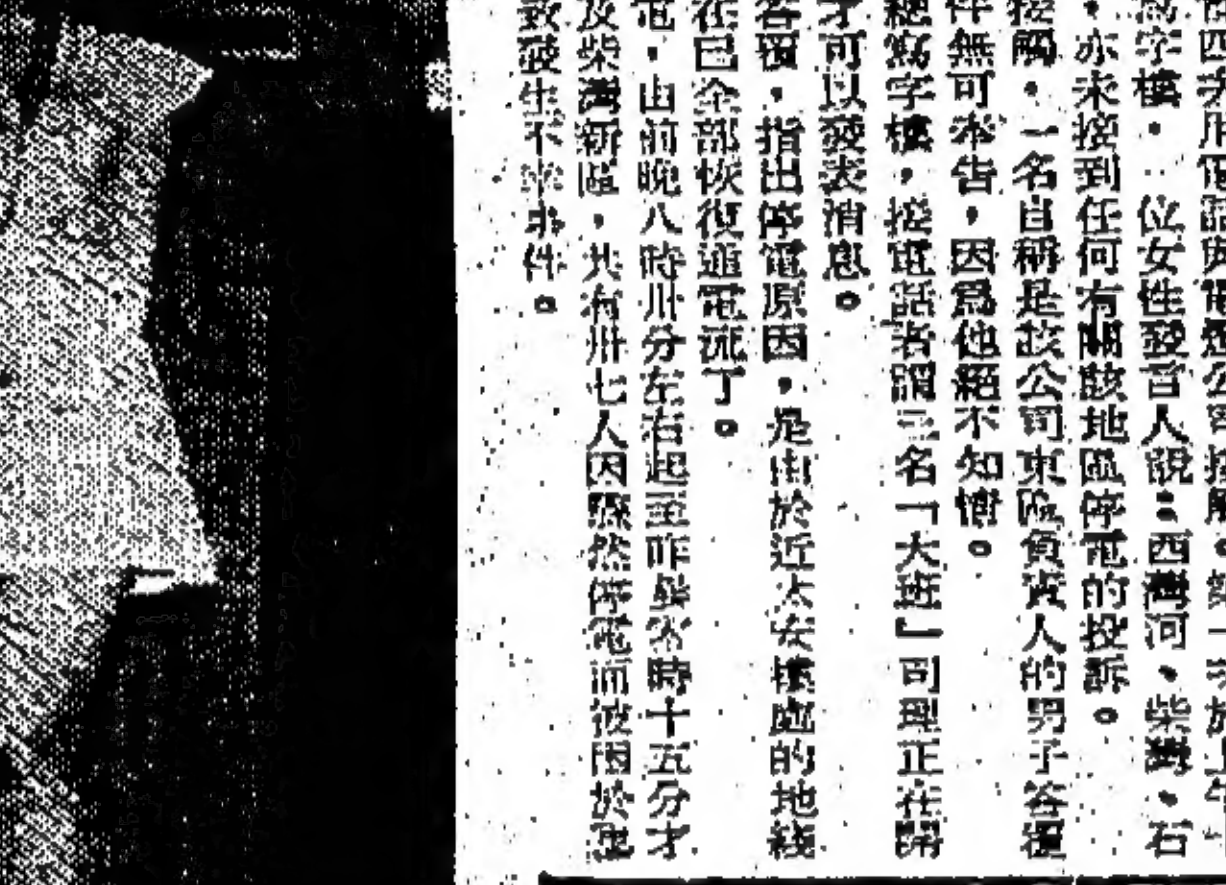 寫字樓。一位女性發言人說：西灣河、柴灣、石
，亦未接到任何有關該地區停電的投訴。
接觸。一名自稱是該公司東區負責人的男子答覆
件無可奉告，因爲他絕不知情。
總寫字樓，接電話者謂三名「大班」司理正在開
才可以發表消息。
答覆，指出停電原因，是由於近太安樓處的地綫
在已全部恢復通電流了。
電，由前晚八時卅分左右起至昨晨零時十五分才
及柴灣新區，共有卅七人因驟然停電而被困於電
致發生不幸事件。